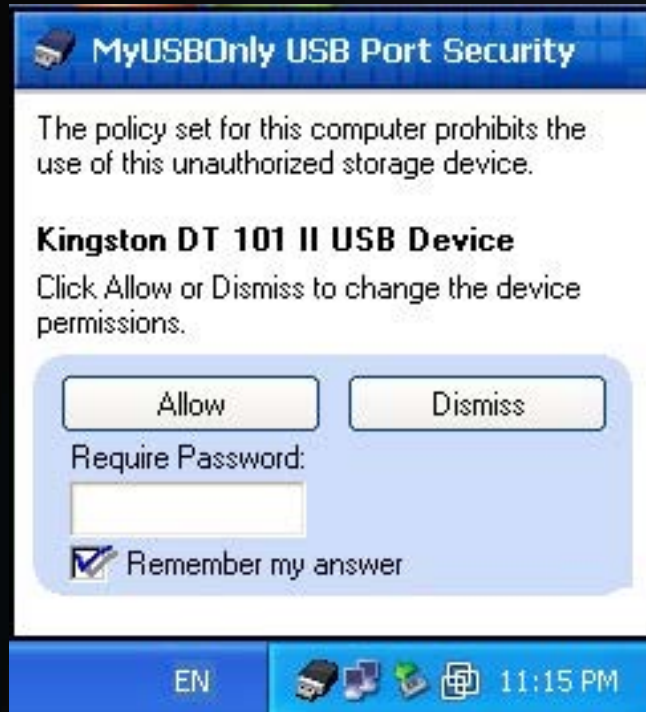 MyUSBOnly USB Port Security
The policy set for this computer prohibits the
use of this unauthorized storage device.
Kingston DT 101 II USB Device
Click Allow or Dismiss to change the device
permissions.
Allow Dismiss
Require Password:
Remember my answer
EN 11:15 PM